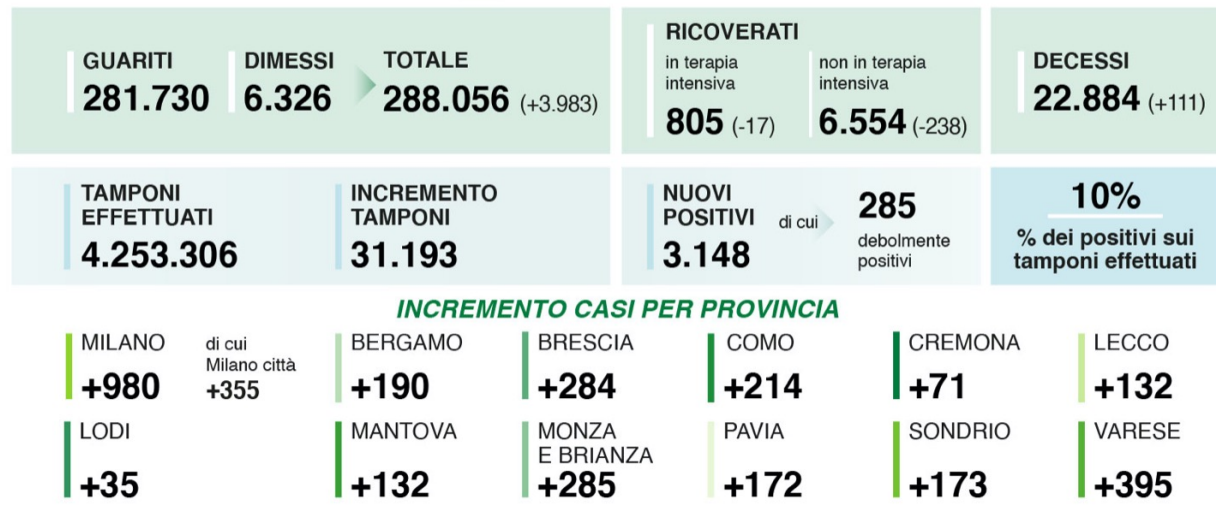 GUARITI
281.730
DIMESSI
6.326
TOTALE
288.056 (+3.983)
RICOVERATI
in terapia
intensiva
805 (-17)
non in terapia
intensiva
6.554 (-238)
DECESSI
22.884 (+111)
TAMPONI
EFFETTUATI
4.253.306
INCREMENTO
TAMPONI
31.193
NUOVI
POSITIVI
3.148
di cui
285
debolmente
positivi
10%
% dei positivi sui
tamponi effettuati
INCREMENTO CASI PER PROVINCIA
MILANO
+980
di cui
Milano città
+355
BERGAMO
+190
BRESCIA
+284
COMO
+214
CREMONA
+71
LECCO
+132
LODI
+35
MANTOVA
+132
MONZA
E BRIANZA
+285
PAVIA
+172
SONDRIO
+173
VARESE
+395